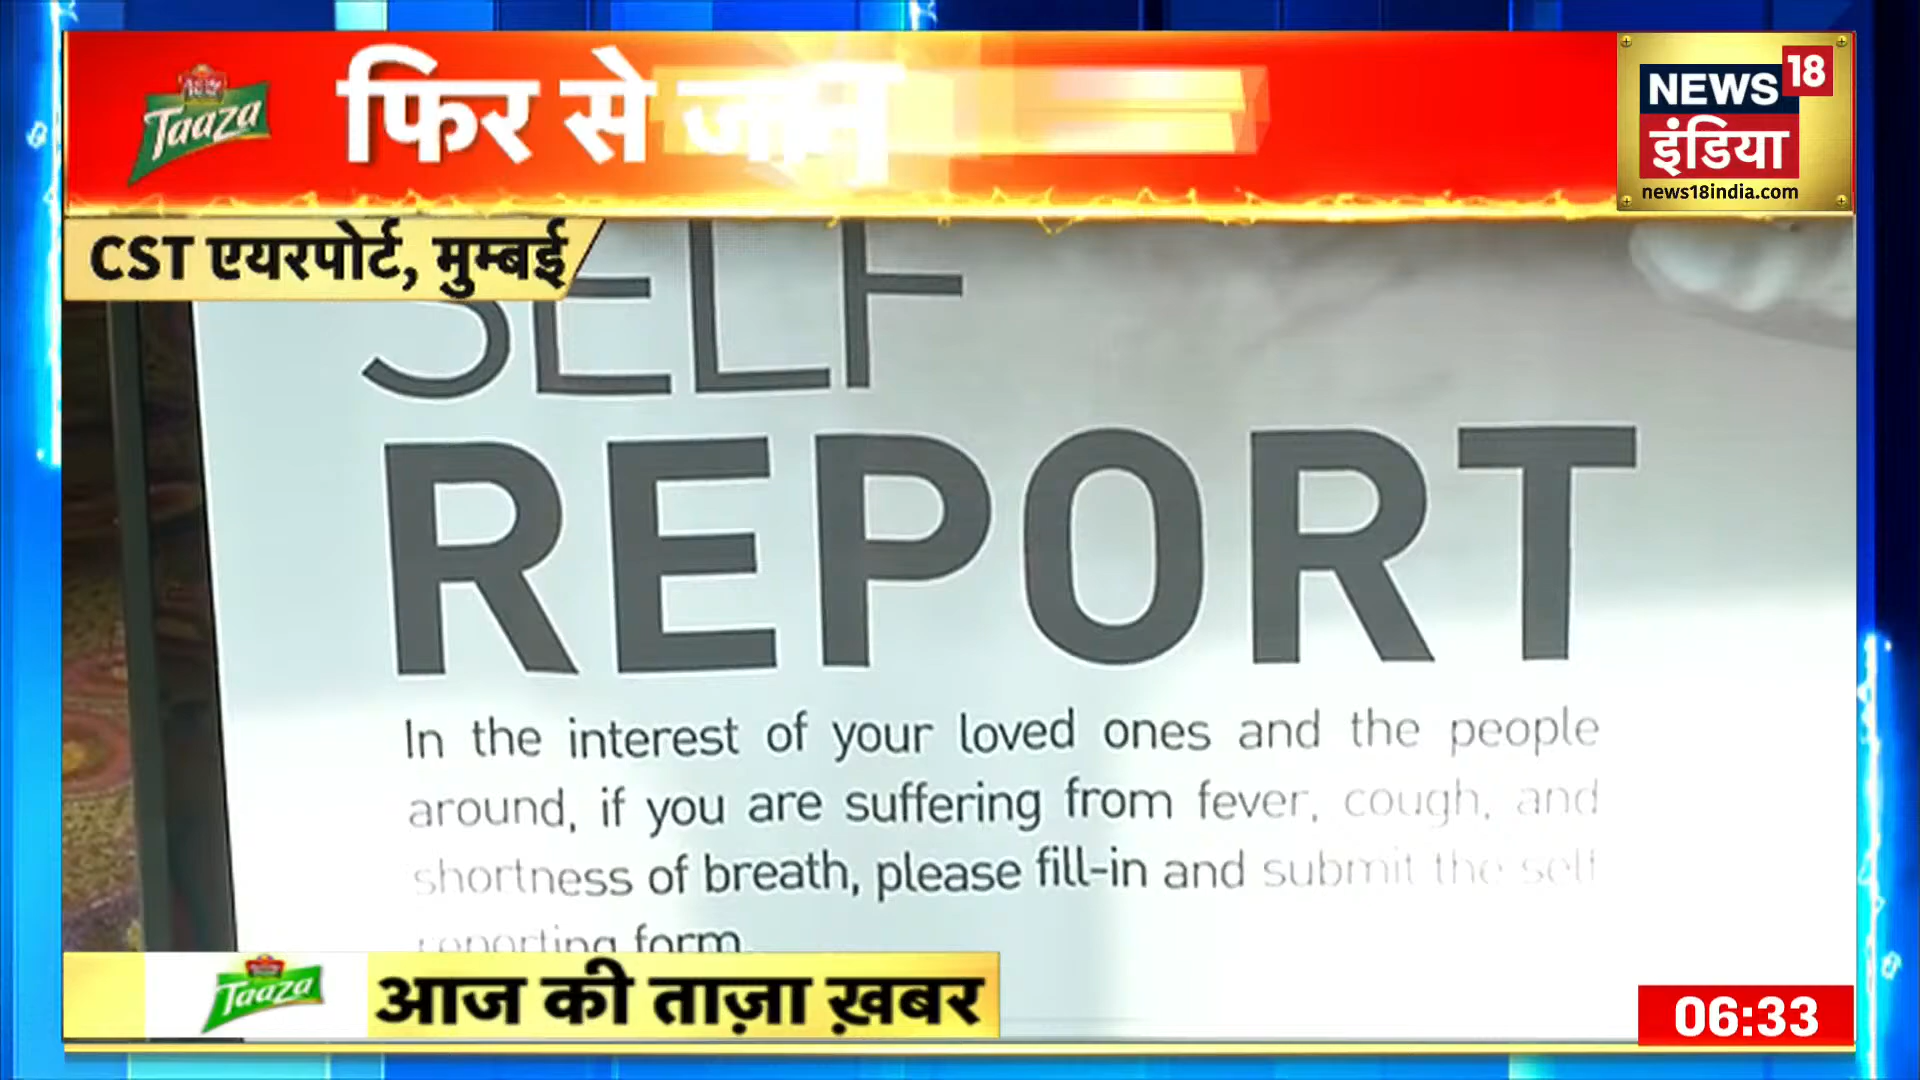 Taaza
फिर से जान
NEWS 18
इंडिया
news18india.com
CST एयरपोर्ट, मुम्बई
SELF
REPORT
In the interest of your loved ones and the people
around, if you are suffering from fever, cough, and
shortness of breath, please fill-in and submit the self
reporting form.
Taaza
आज की ताज़ा ख़बर
06:33